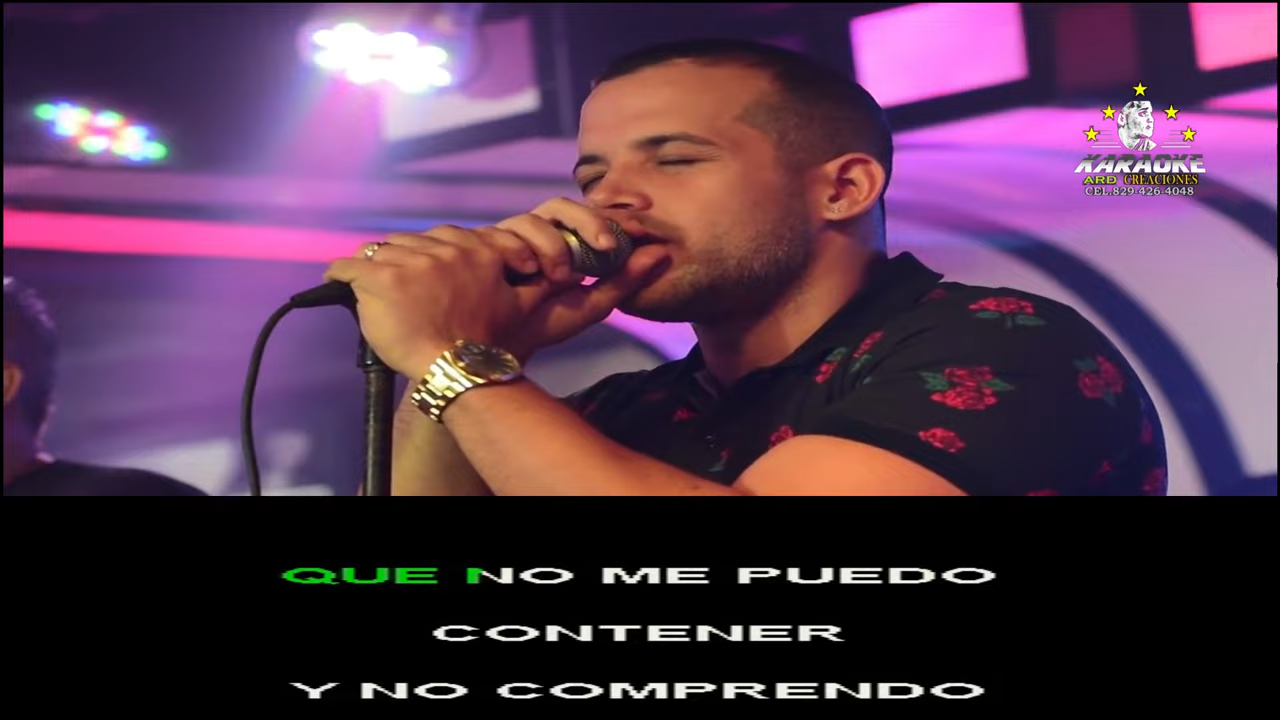 KARAOKE
ARD CREACIONES
CEL.829-426-4048
QUE NO ME PUEDO
CONTENER
Y NO COMPRENDO